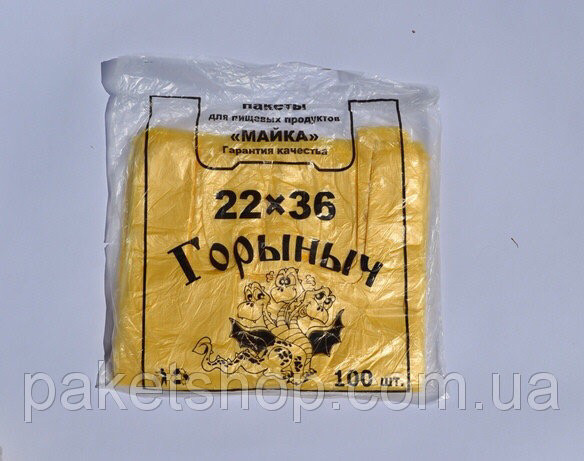 пакеты
для пищевых продуктов
«МАЙКА»
Гарантия качества
22×36
Горыныч
100 шт.
paketshop.com.ua